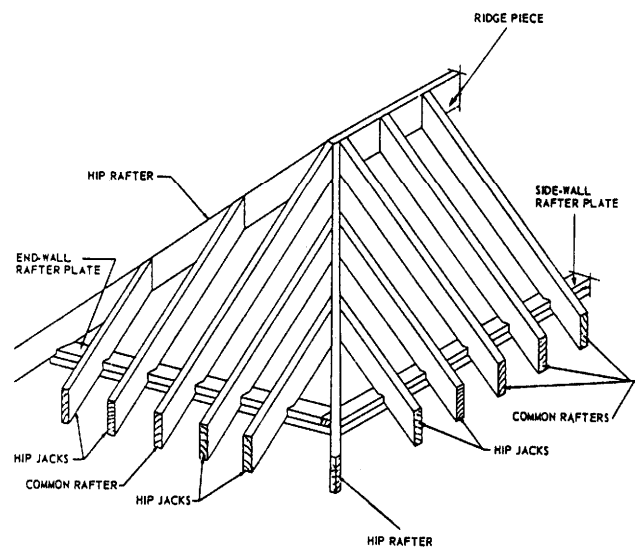 RIDGE PIECE
HIP RAFTER
SIDE-WALL
RAFTER PLATE
END-WALL
RAFTER PLATE
COMMON RAFTERS
HIP JACKS
HIP JACKS
COMMON RAFTER
HIP JACKS
HIP RAFTER